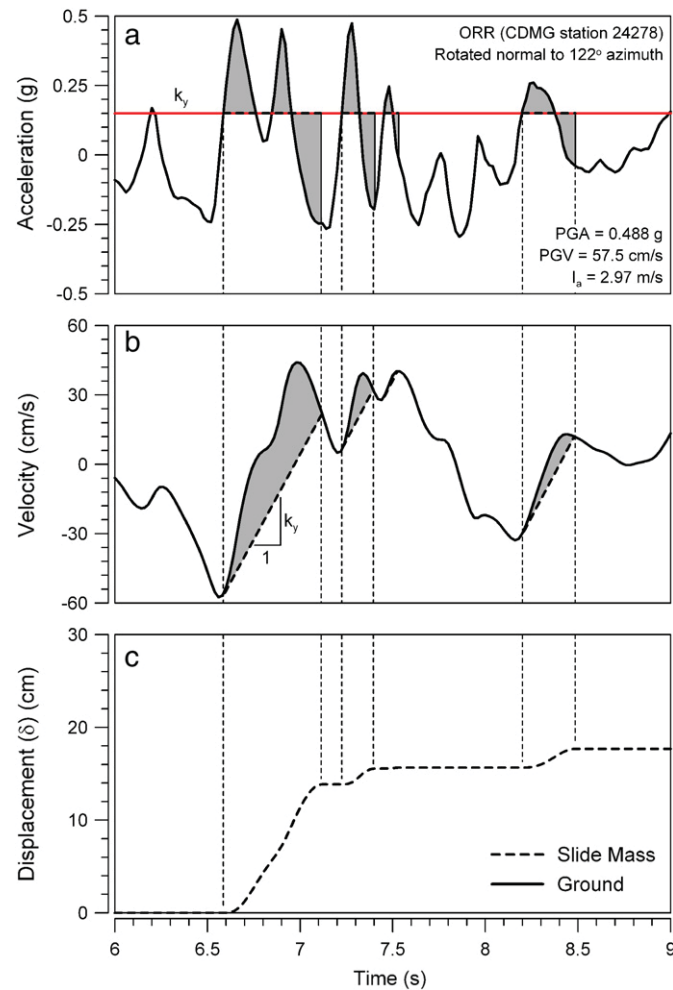 a
ORR (CDMG station 24278)
Rotated normal to 122° azimuth
k_y
PGA = 0.488 g
PGV = 57.5 cm/s
I_a = 2.97 m/s
Acceleration (g)
0.5
0.25
0
-0.25
-0.5
b
k_y
1
Velocity (cm/s)
60
30
0
-30
-60
c
Displacement (δ) (cm)
30
20
10
0
Slide Mass
Ground
6 6.5 7 7.5 8 8.5 9
Time (s)